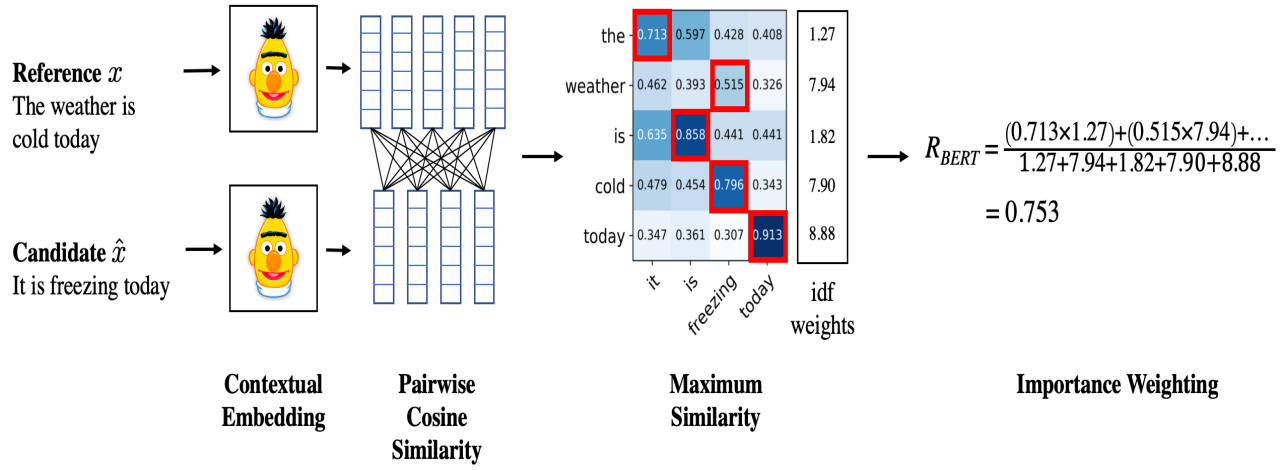 Reference x
The weather is
cold today
Candidate x̂
It is freezing today
Contextual
Embedding
Pairwise
Cosine
Similarity
the 0.713 0.597 0.428 0.408 1.27
weather 0.462 0.393 0.515 0.326 7.94
is 0.635 0.858 0.441 0.441 1.82
cold 0.479 0.454 0.796 0.343 7.90
today 0.347 0.361 0.307 0.913 8.88
it is freezing today
idf
weights
Maximum
Similarity
R_BERT = (0.713×1.27)+(0.515×7.94)+...
1.27+7.94+1.82+7.90+8.88
= 0.753
Importance Weighting